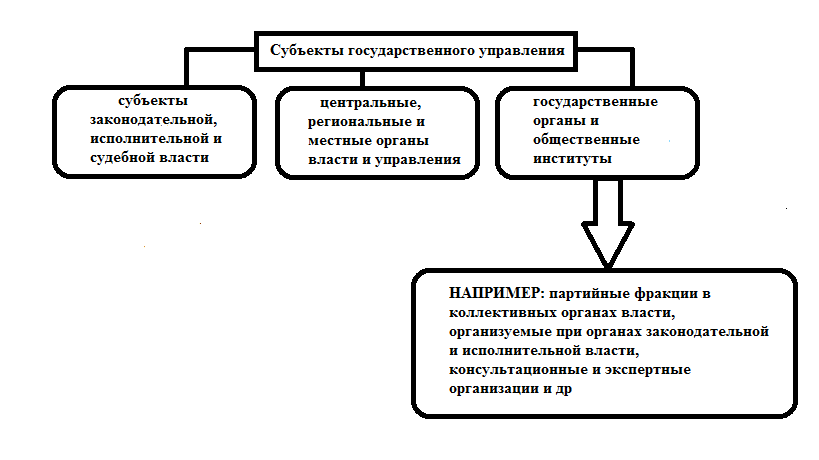 Субъекты государственного управления
субъекты
законодательной,
исполнительной и
судебной власти
центральные,
региональные и
местные органы
власти и управления
государственные
органы и
общественные
институты
НАПРИМЕР: партийные фракции в
коллективных органах власти,
организуемые при органах законодательной
и исполнительной власти,
консультационные и экспертные
организации и др